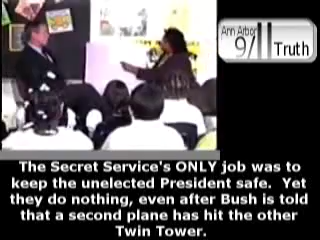 Ann Arbor
9/11 Truth
The Secret Service's ONLY job was to
keep the unelected President safe.  Yet
they do nothing, even after Bush is told
that a second plane has hit the other
Twin Tower.